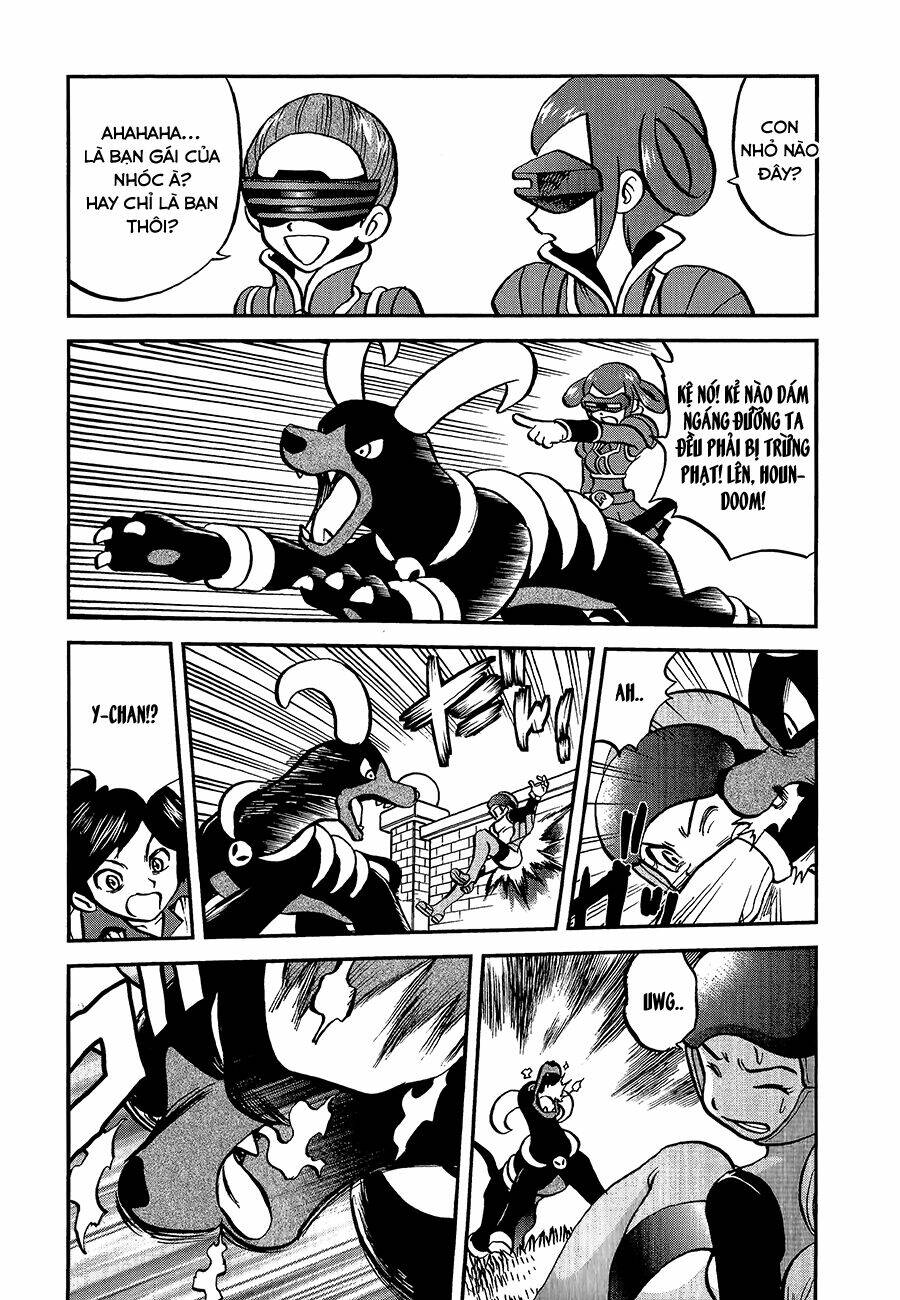 CON
NHỎ NÀO
ĐÂY?
AHAHAHA...
LÀ BẠN GÁI CỦA
NHÓC À?
HAY CHỈ LÀ BẠN
THÔI?
KỆ NÓ! KẺ NÀO DÁM
NGÁNG ĐƯỜNG TA
ĐỀU PHẢI BỊ TRỪNG
PHẠT! LÊN, HOUN-
DOOM!
AH..
Y-CHAN!?
UWG..